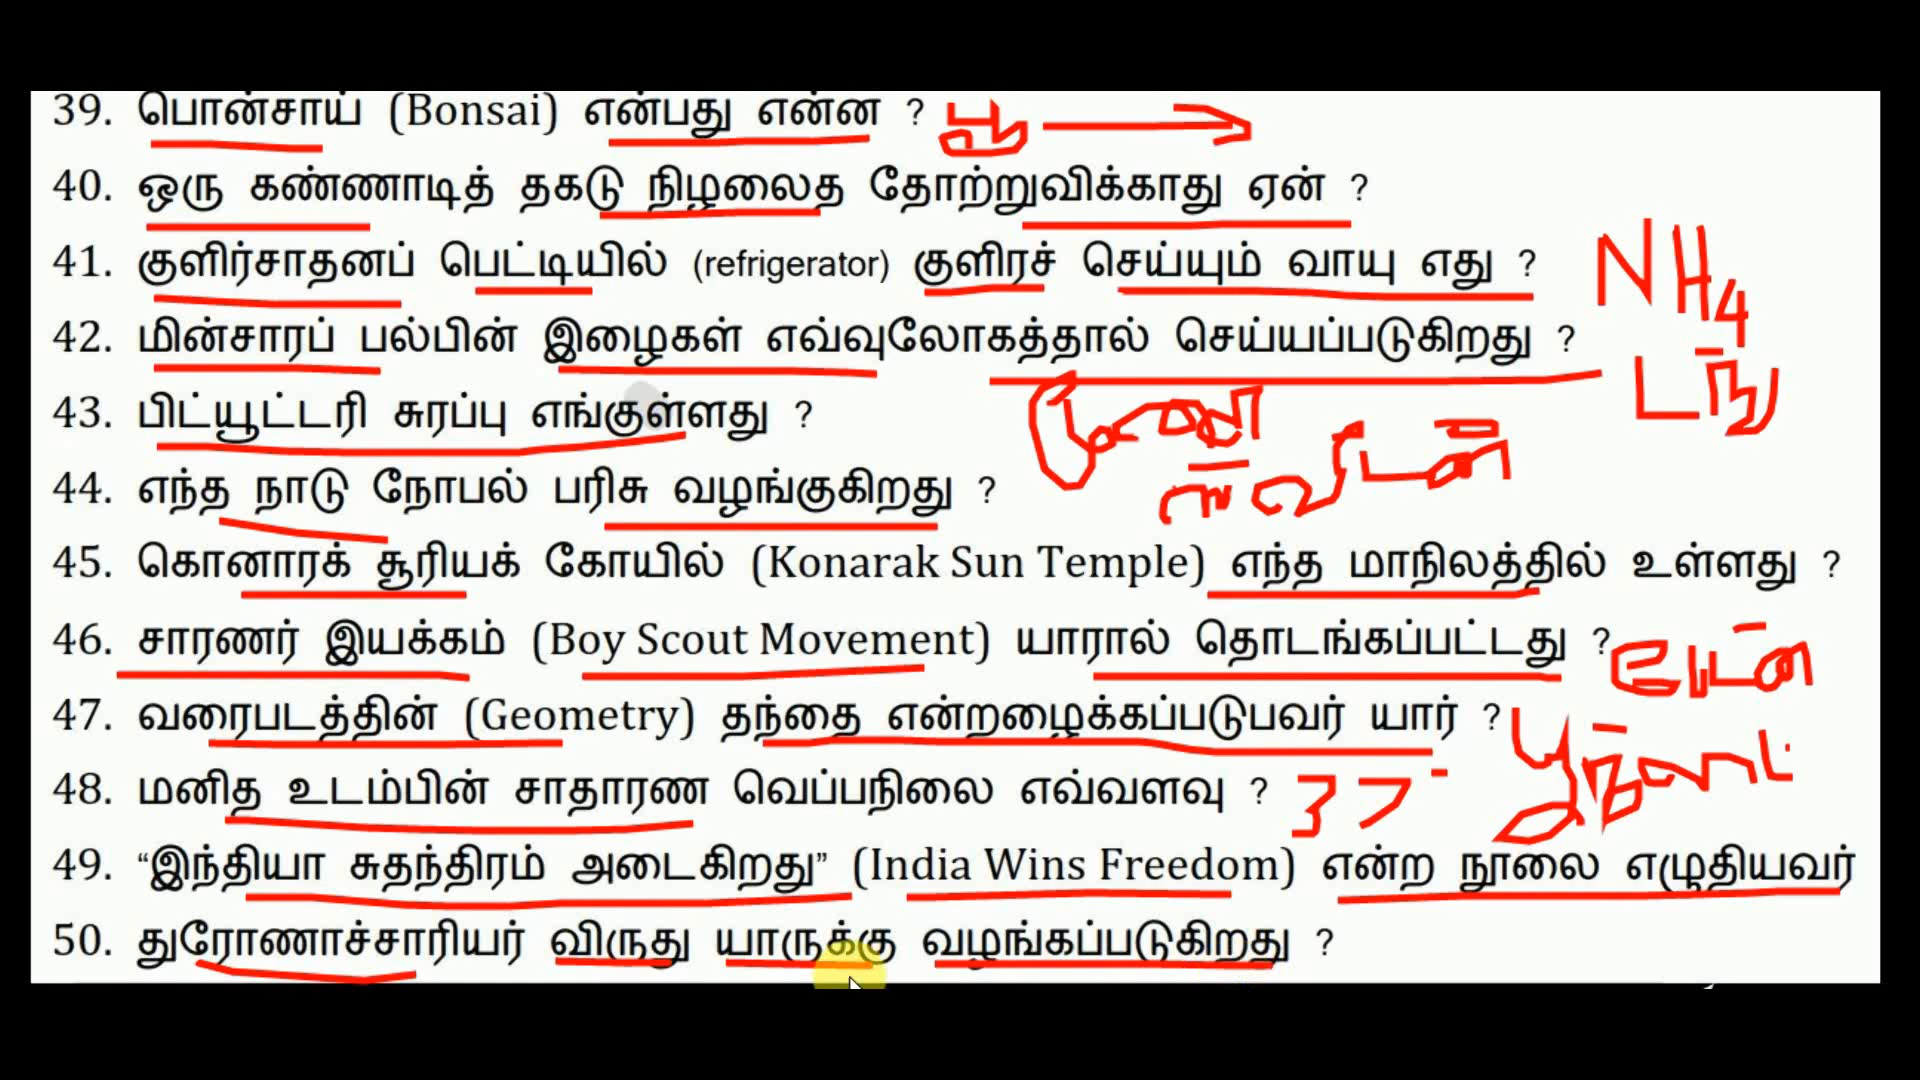 39. பொன்சாய் (Bonsai) என்பது என்ன ?
40. ஒரு கண்ணாடித் தகடு நிழலைத தோற்றுவிக்காது ஏன் ?
41. குளிர்சாதனப் பெட்டியில் (refrigerator) குளிரச் செய்யும் வாயு எது ? NH4
42. மின்சாரப் பல்பின் இழைகள் எவ்வுலோகத்தால் செய்யப்படுகிறது ?
43. பிட்யூட்டரி சுரப்பு எங்குள்ளது ?
44. எந்த நாடு நோபல் பரிசு வழங்குகிறது ?
45. கொனாரக் சூரியக் கோயில் (Konarak Sun Temple) எந்த மாநிலத்தில் உள்ளது ?
46. சாரணர் இயக்கம் (Boy Scout Movement) யாரால் தொடங்கப்பட்டது ?
47. வரைபடத்தின் (Geometry) தந்தை என்றழைக்கப்படுபவர் யார் ?
48. மனித உடம்பின் சாதாரண வெப்பநிலை எவ்வளவு ? 37
49. “இந்தியா சுதந்திரம் அடைகிறது” (India Wins Freedom) என்ற நூலை எழுதியவர்
50. துரோணாச்சாரியர் விருது யாருக்கு வழங்கப்படுகிறது ?